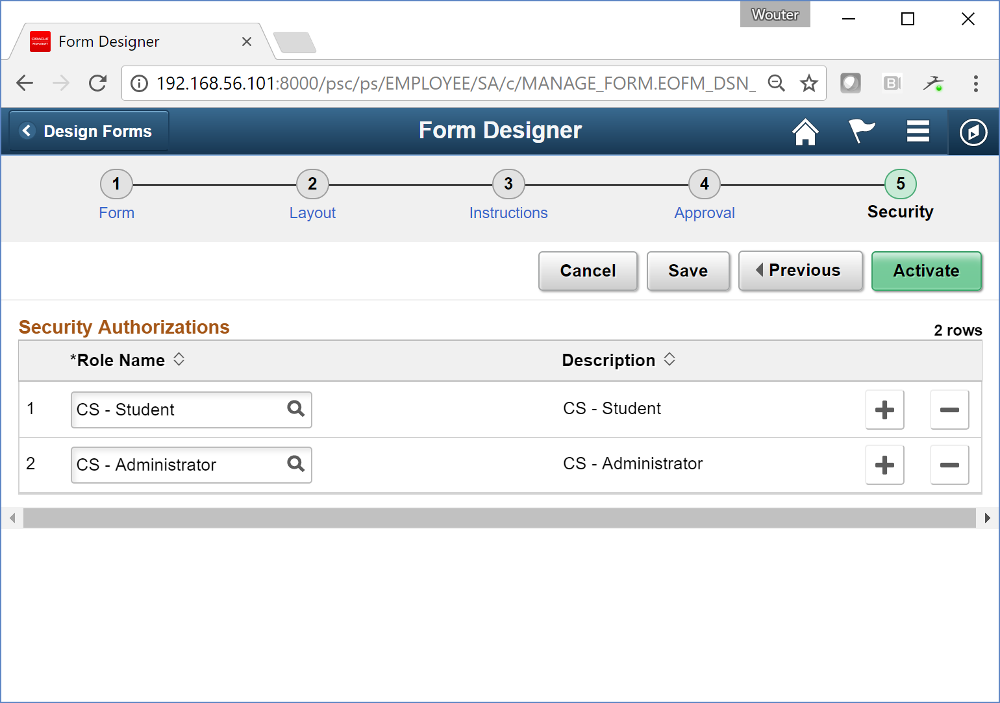 Wouter
ORACLE
PEOPLESOFT
Form Designer
192.168.56.101:8000/psc/ps/EMPLOYEE/SA/c/MANAGE_FORM.EOFM_DSN_
B
Design Forms
Form Designer
1 2 3 4 5
Form Layout Instructions Approval Security
Cancel Save Previous Activate
Security Authorizations
2 rows
*Role Name Description
1 CS - Student CS - Student
2 CS - Administrator CS - Administrator